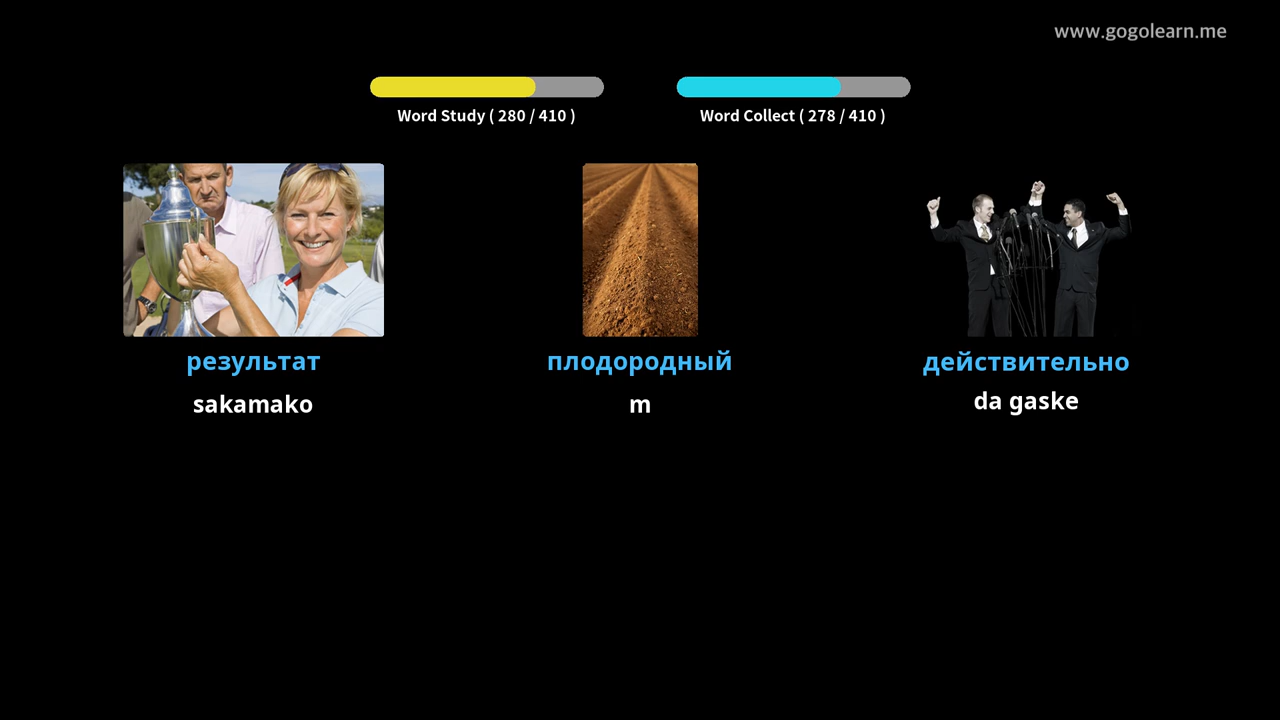 www.gogolearn.me
Word Study ( 280 / 410 )
Word Collect ( 278 / 410 )
результат
плодородный
действительно
sakamako
m
da gaske